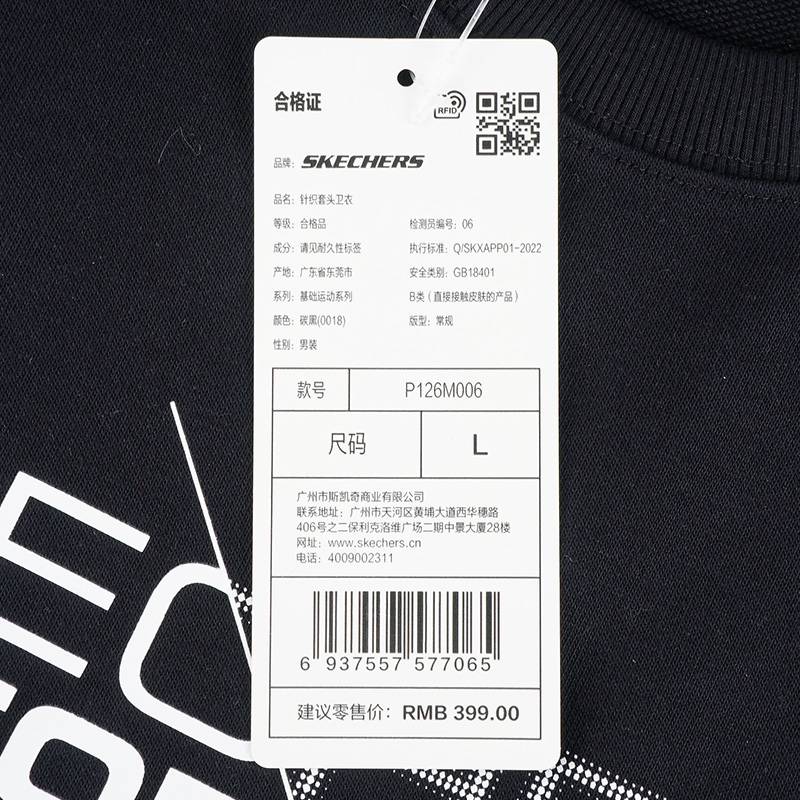 合格证
RFID
品牌: SKECHERS
品名: 针织套头卫衣
等级: 合格品 检测员编号: 06
成分: 请见耐久性标签 执行标准: Q/SKXAPP01-2022
产地: 广东省东莞市 安全类别: GB18401
系列: 基础运动系列 B类（直接接触皮肤的产品）
颜色: 碳黑(0018) 版型: 常规
性别: 男装
款号 P126M006
尺码 L
广州市斯凯奇商业有限公司
联系地址: 广州市天河区黄埔大道西华穗路
406号之二保利克洛维广场二期中景大厦28楼
网址: www.skechers.cn
电话: 4009002311
6 937557 577065
建议零售价: RMB 399.00